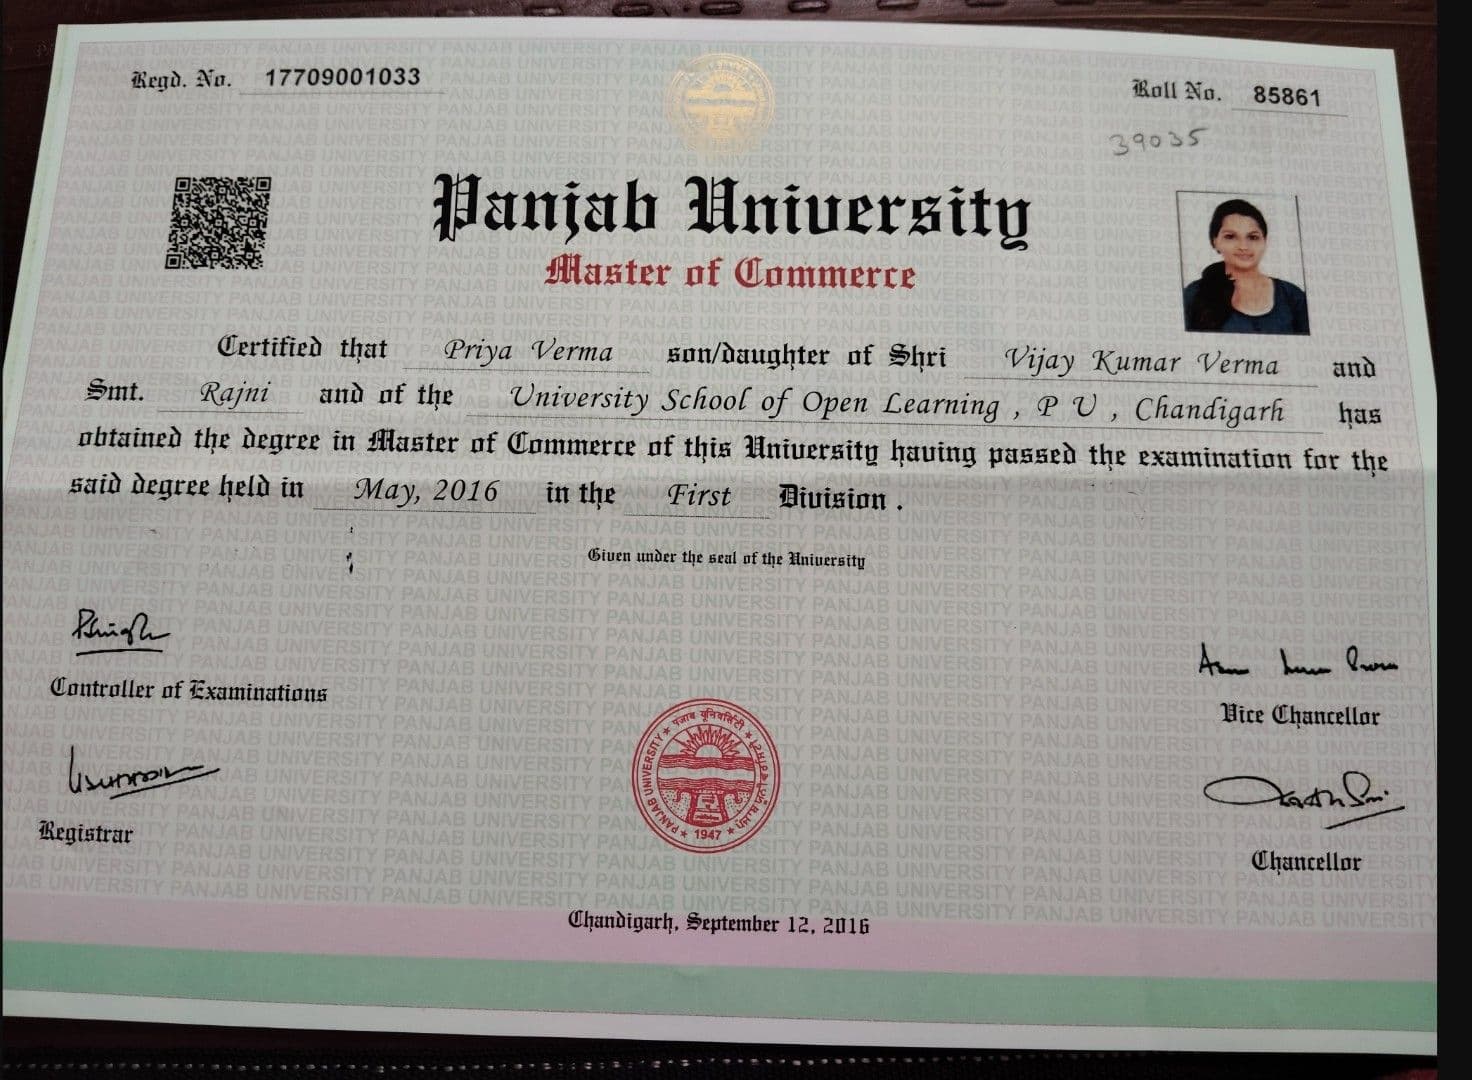 Regd. No. 17709001033
Roll No. 85861
39035
Panjab University
Master of Commerce
Certified that Priya Verma son/daughter of Shri Vijay Kumar Verma and
Smt. Rajni and of the University School of Open Learning , P U , Chandigarh has
obtained the degree in Master of Commerce of this University having passed the examination for the
said degree held in May, 2016 in the First Division .
Given under the seal of the University
Controller of Examinations
Vice Chancellor
Registrar
Chancellor
पंजाब यूनिवर्सिटी
PANJAB UNIVERSITY
1947
Chandigarh, September 12, 2016